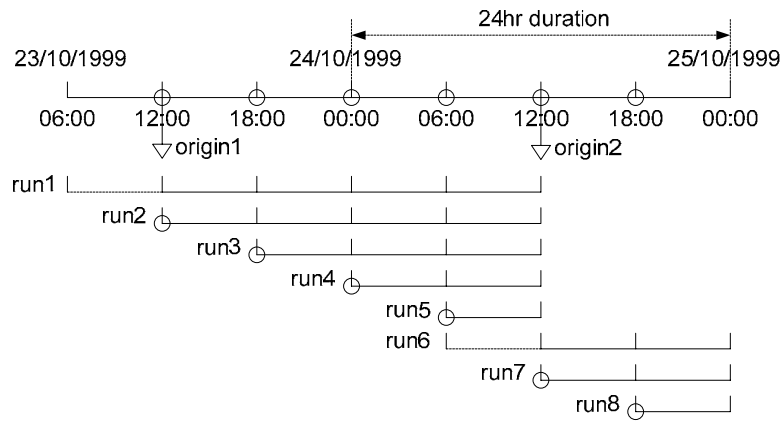 24hr duration
23/10/1999 24/10/1999 25/10/1999
06:00 12:00 18:00 00:00 06:00 12:00 18:00 00:00
origin1 origin2
run1
run2
run3
run4
run5
run6
run7
run8